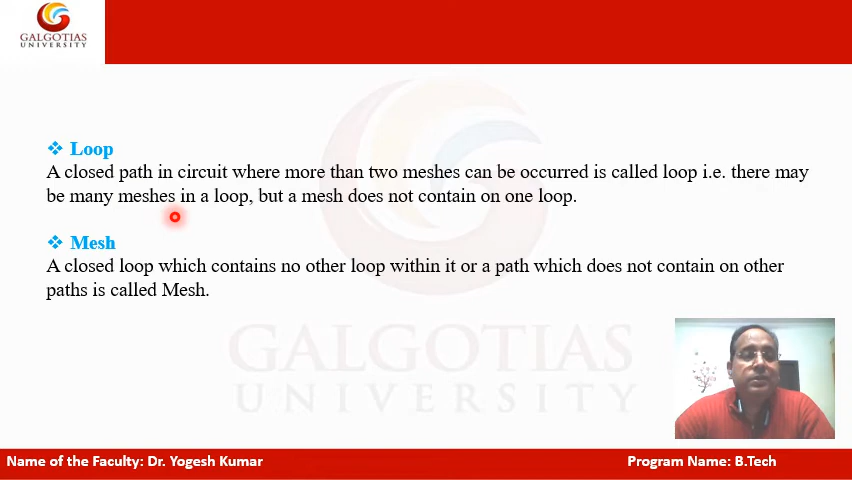 GALGOTIAS
UNIVERSITY
❖ Loop
A closed path in circuit where more than two meshes can be occurred is called loop i.e. there may
be many meshes in a loop, but a mesh does not contain on one loop.
❖ Mesh
A closed loop which contains no other loop within it or a path which does not contain on other
paths is called Mesh.
GALGOTIAS
UNIVERSITY
Name of the Faculty: Dr. Yogesh Kumar
Program Name: B.Tech